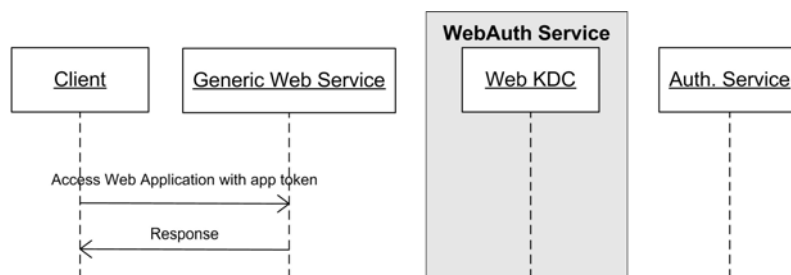 WebAuth Service
Client
Generic Web Service
Web KDC
Auth. Service
Access Web Application with app token
Response